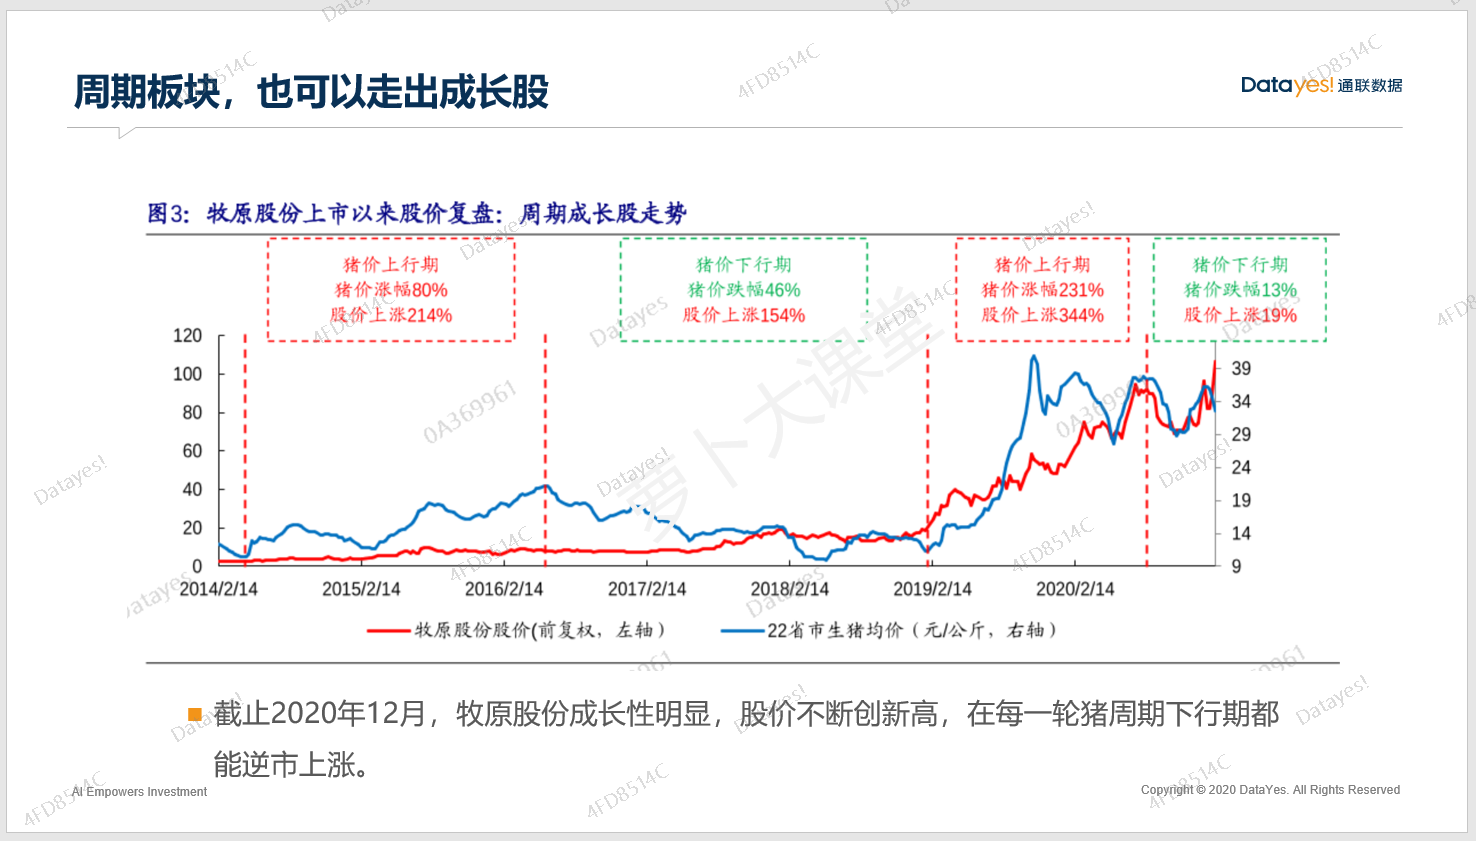 周期板块，也可以走出成长股
Datayes! 通联数据
图3：牧原股份上市以来股价复盘：周期成长股走势
猪价上行期
猪价涨幅80%
股价上涨214%
猪价下行期
猪价跌幅46%
股价上涨154%
猪价上行期
猪价涨幅231%
股价上涨344%
猪价下行期
猪价跌幅13%
股价上涨19%
120
100
80
60
40
20
0
39
34
29
24
19
14
9
2014/2/14 2015/2/14 2016/2/14 2017/2/14 2018/2/14 2019/2/14 2020/2/14
牧原股份股价(前复权，左轴） 22省市生猪均价（元/公斤，右轴）
截止2020年12月，牧原股份成长性明显，股价不断创新高，在每一轮猪周期下行期都
能逆市上涨。
AI Empowers Investment
Copyright © 2020 DataYes. All Rights Reserved
萝卜大课堂
Datayes!
4FD8514C
0A369961